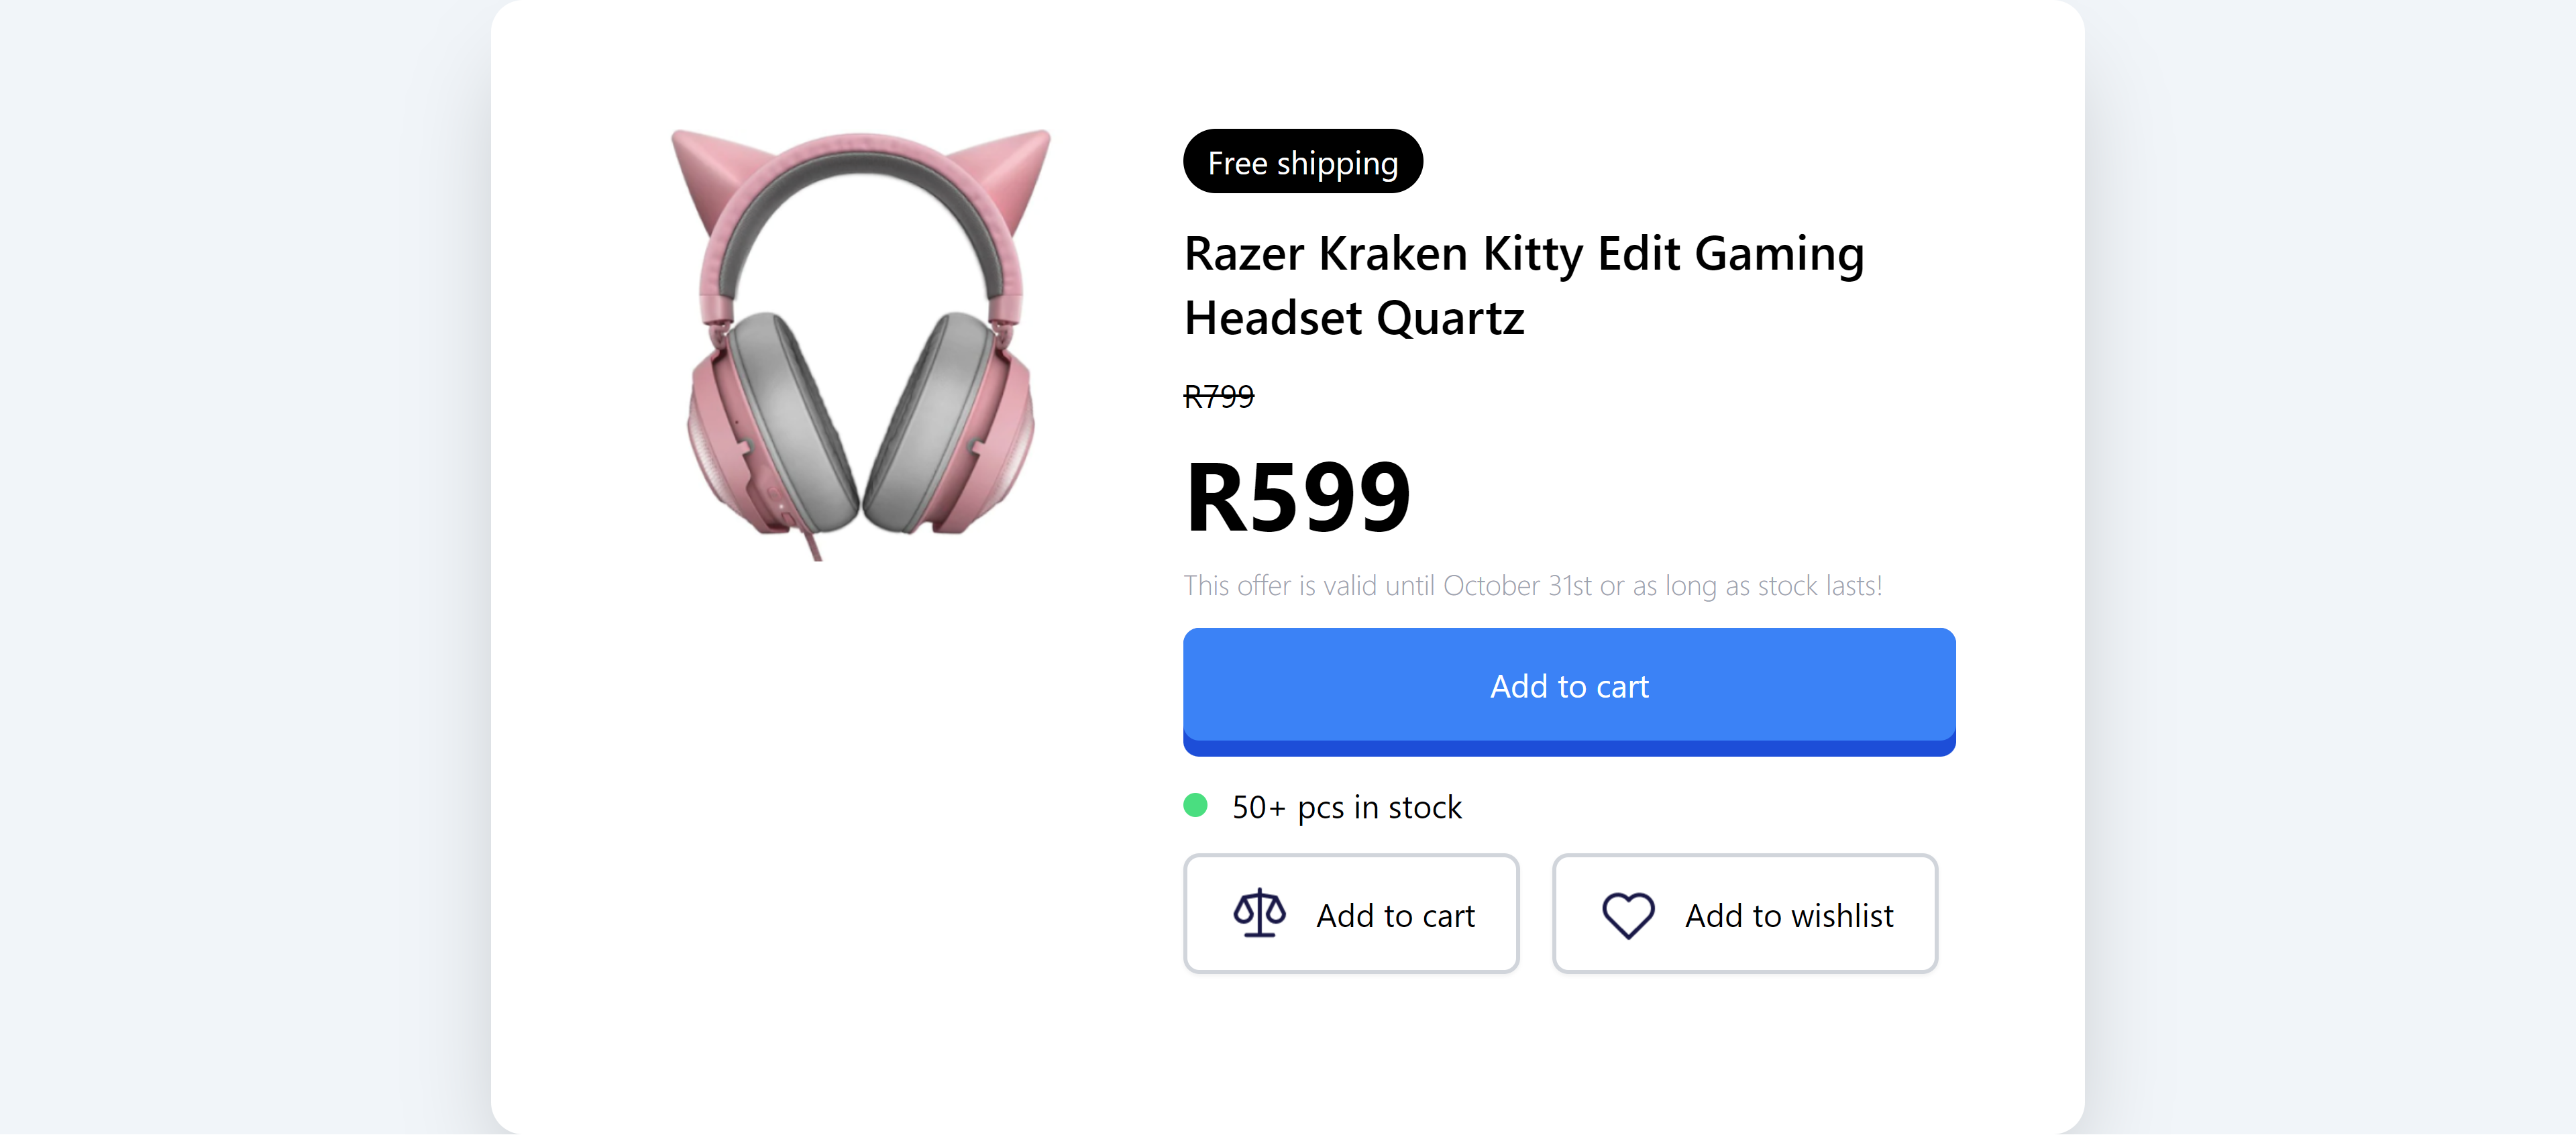 Free shipping
Razer Kraken Kitty Edit Gaming
Headset Quartz
R799
R599
This offer is valid until October 31st or as long as stock lasts!
Add to cart
50+ pcs in stock
Add to cart
Add to wishlist